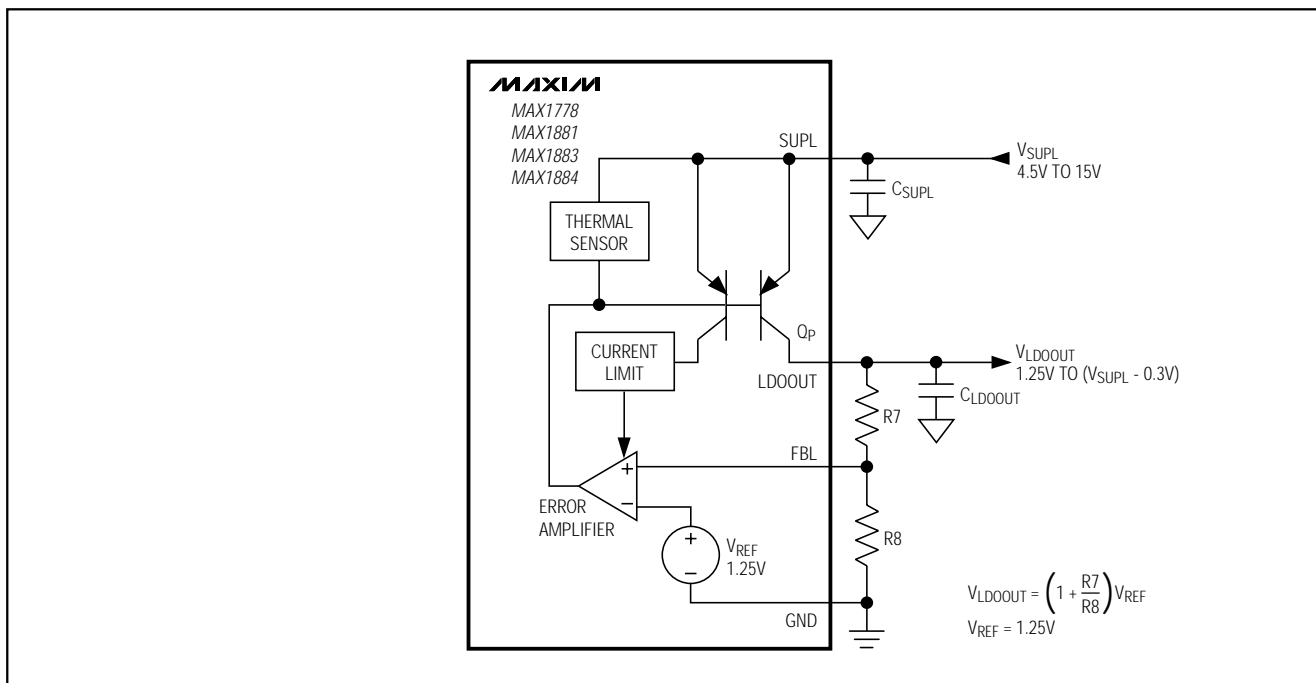 MAXIM
MAX1778
MAX1881
MAX1883
MAX1884
SUPL
VSUPL
4.5V TO 15V
CSUPL
THERMAL
SENSOR
QP
CURRENT
LIMIT
LDOOUT
VLDOOUT
1.25V TO (VSUPL - 0.3V)
CLDOOUT
R7
FBL
+
−
ERROR
AMPLIFIER
+
−
VREF
1.25V
R8
GND
VLDOOUT = (1 + R7/R8) VREF
VREF = 1.25V